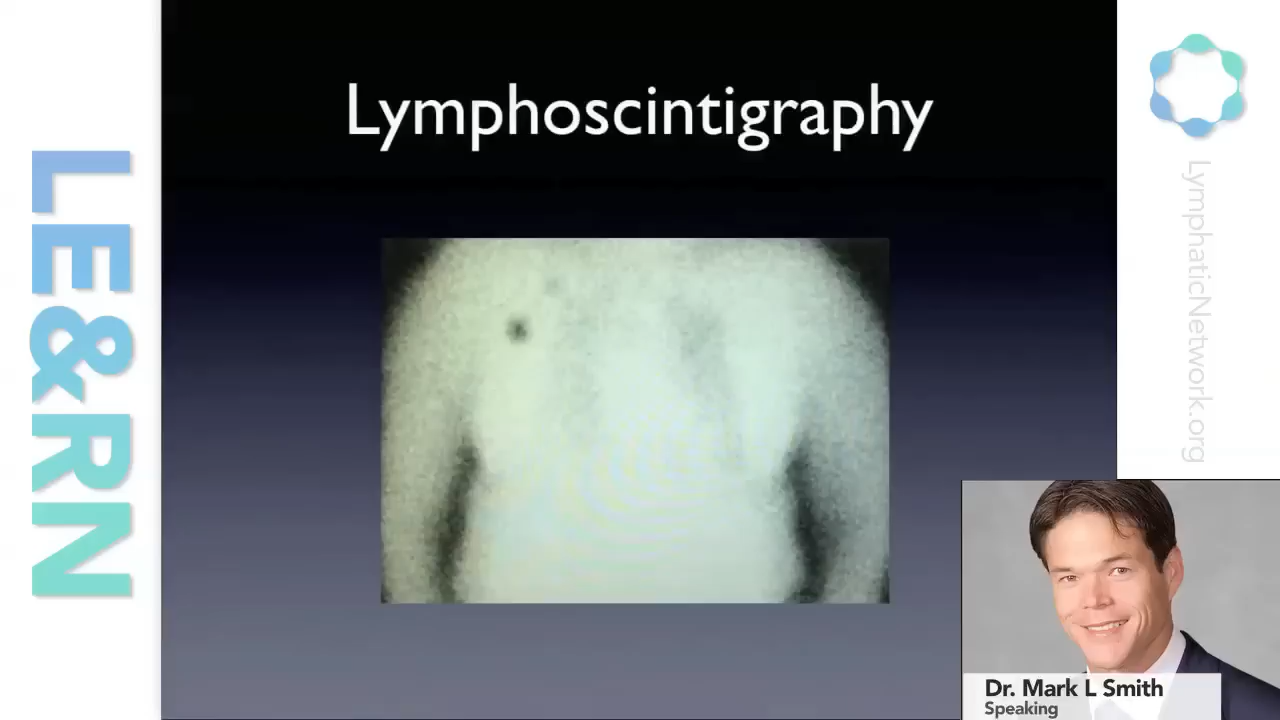 Lymphoscintigraphy
LE&RN
LymphaticNetwork.org
Dr. Mark L Smith
Speaking